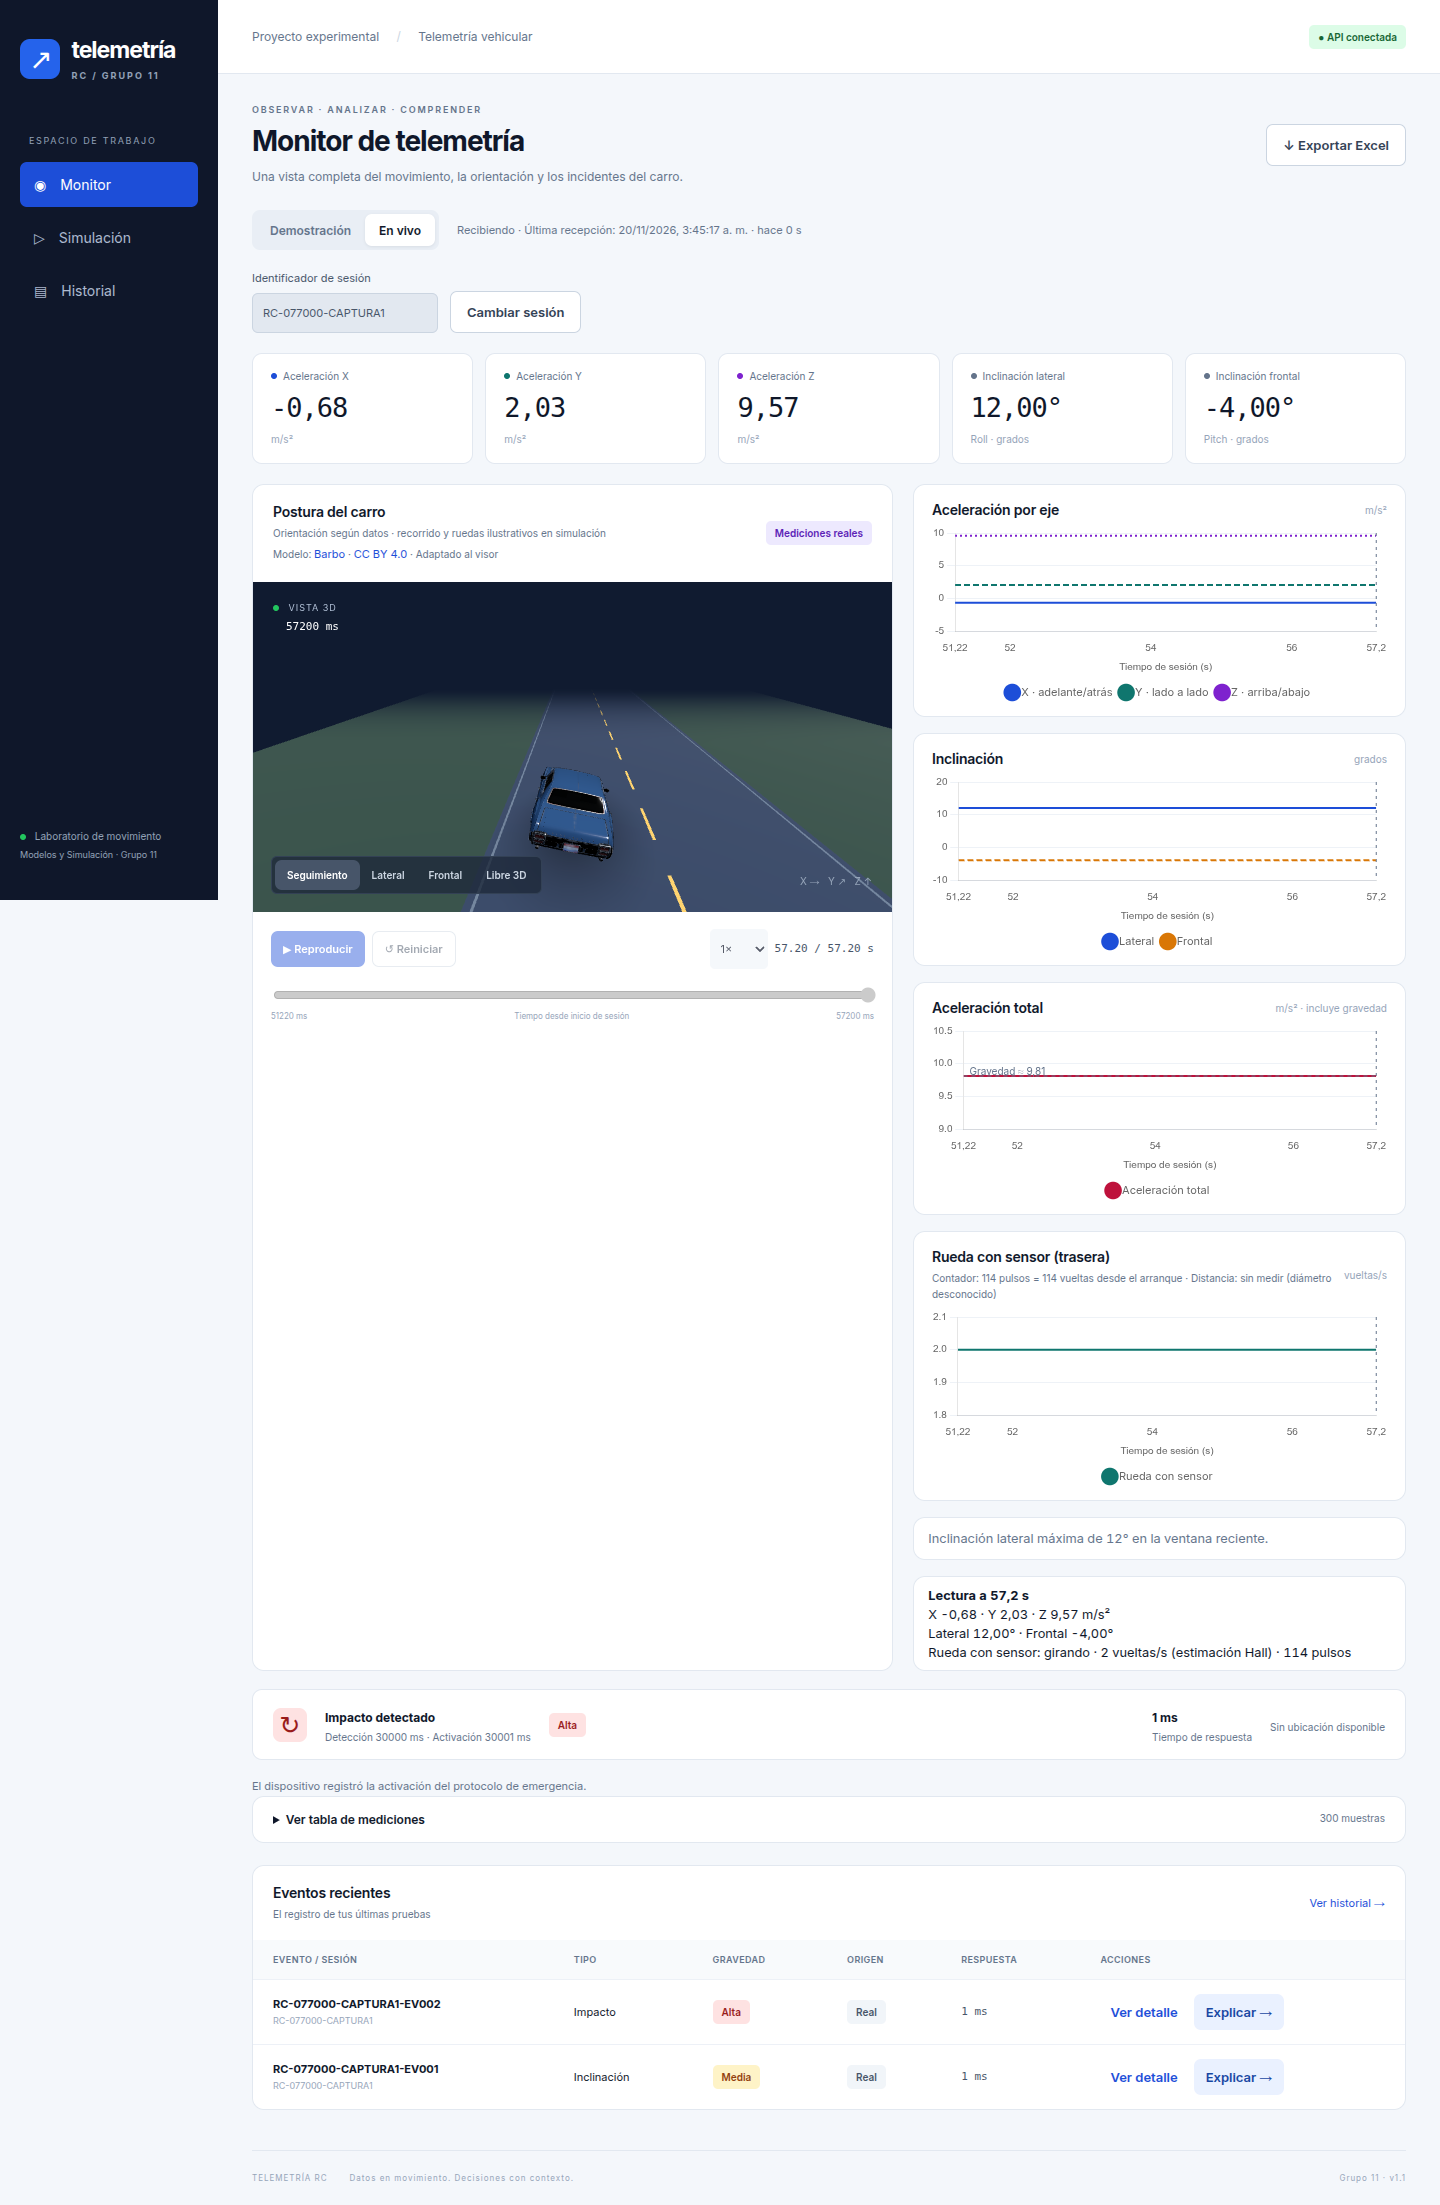 telemetría
RC / GRUPO 11
ESPACIO DE TRABAJO
Monitor
Simulación
Historial
Laboratorio de movimiento
Modelos y Simulación · Grupo 11
Proyecto experimental / Telemetría vehicular
● API conectada
OBSERVAR · ANALIZAR · COMPRENDER
Monitor de telemetría
Una vista completa del movimiento, la orientación y los incidentes del carro.
↓ Exportar Excel
Demostración En vivo Recibiendo · Última recepción: 20/11/2026, 3:45:17 a. m. · hace 0 s
Identificador de sesión
RC-077000-CAPTURA1 Cambiar sesión
Aceleración X
-0,68
m/s²
Aceleración Y
2,03
m/s²
Aceleración Z
9,57
m/s²
Inclinación lateral
12,00°
Roll · grados
Inclinación frontal
-4,00°
Pitch · grados
Postura del carro
Orientación según datos · recorrido y ruedas ilustrativos en simulación
Modelo: Barbo · CC BY 4.0 · Adaptado al visor
Mediciones reales
VISTA 3D
57200 ms
Seguimiento Lateral Frontal Libre 3D
X→ Y↗ Z↑
▶ Reproducir ↺ Reiniciar 1× 57.20 / 57.20 s
51220 ms Tiempo desde inicio de sesión 57200 ms
Aceleración por eje m/s²
10
5
0
-5
51,22 52 54 56 57,2
Tiempo de sesión (s)
X · adelante/atrás Y · lado a lado Z · arriba/abajo
Inclinación grados
20
10
0
-10
51,22 52 54 56 57,2
Tiempo de sesión (s)
Lateral Frontal
Aceleración total m/s² · incluye gravedad
10.5
10.0
Gravedad ≈ 9.81
9.5
9.0
51,22 52 54 56 57,2
Tiempo de sesión (s)
Aceleración total
Rueda con sensor (trasera)
Contador: 114 pulsos = 114 vueltas desde el arranque · Distancia: sin medir (diámetro
desconocido)
vueltas/s
2.1
2.0
1.9
1.8
51,22 52 54 56 57,2
Tiempo de sesión (s)
Rueda con sensor
Inclinación lateral máxima de 12° en la ventana reciente.
Lectura a 57,2 s
X -0,68 · Y 2,03 · Z 9,57 m/s²
Lateral 12,00° · Frontal -4,00°
Rueda con sensor: girando · 2 vueltas/s (estimación Hall) · 114 pulsos
Impacto detectado
Detección 30000 ms · Activación 30001 ms
Alta
1 ms
Tiempo de respuesta
Sin ubicación disponible
El dispositivo registró la activación del protocolo de emergencia.
▶ Ver tabla de mediciones 300 muestras
Eventos recientes
El registro de tus últimas pruebas
Ver historial →
EVENTO / SESIÓN TIPO GRAVEDAD ORIGEN RESPUESTA ACCIONES
RC-077000-CAPTURA1-EV002
RC-077000-CAPTURA1
Impacto Alta Real 1 ms Ver detalle Explicar →
RC-077000-CAPTURA1-EV001
RC-077000-CAPTURA1
Inclinación Media Real 1 ms Ver detalle Explicar →
TELEMETRÍA RC Datos en movimiento. Decisiones con contexto. Grupo 11 · v1.1